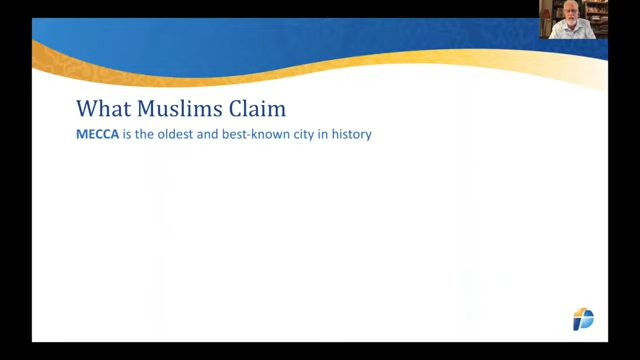 What Muslims Claim
MECCA is the oldest and best-known city in history